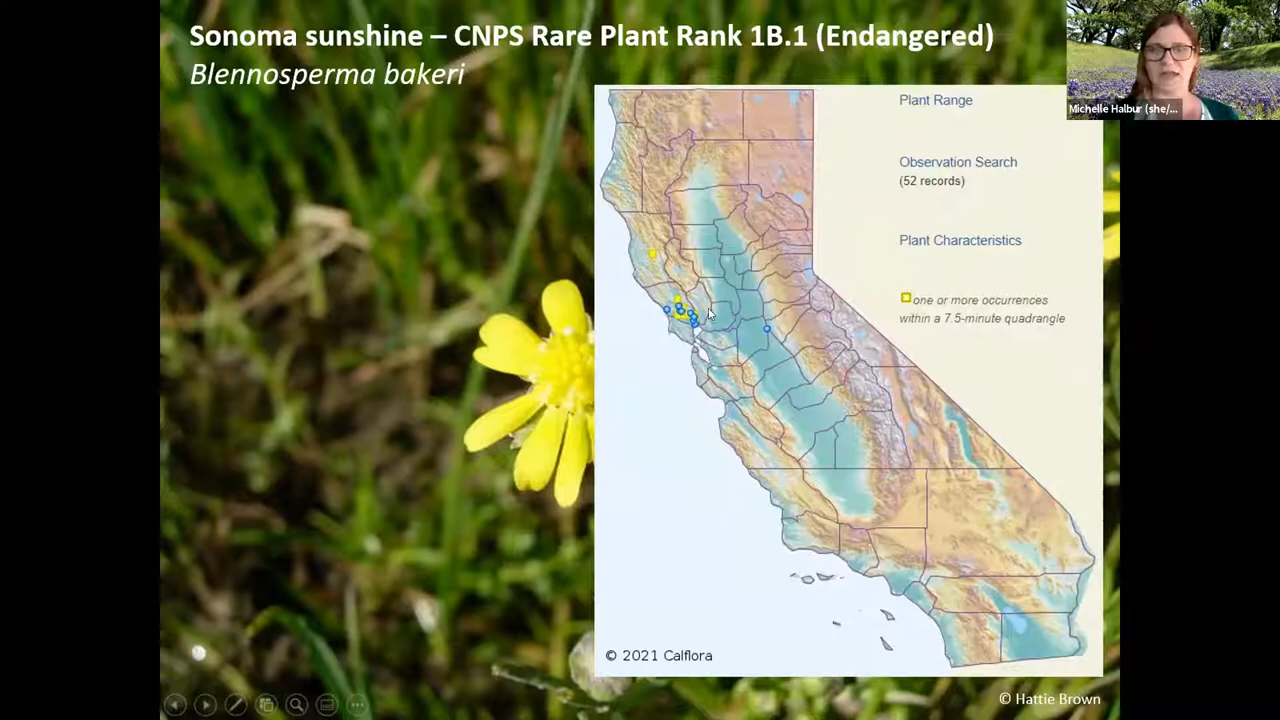 Sonoma sunshine – CNPS Rare Plant Rank 1B.1 (Endangered)
Blennosperma bakeri
Michelle Halbur (she/...
Plant Range
Observation Search
(52 records)
Plant Characteristics
one or more occurrences
within a 7.5-minute quadrangle
© 2021 Calflora
© Hattie Brown